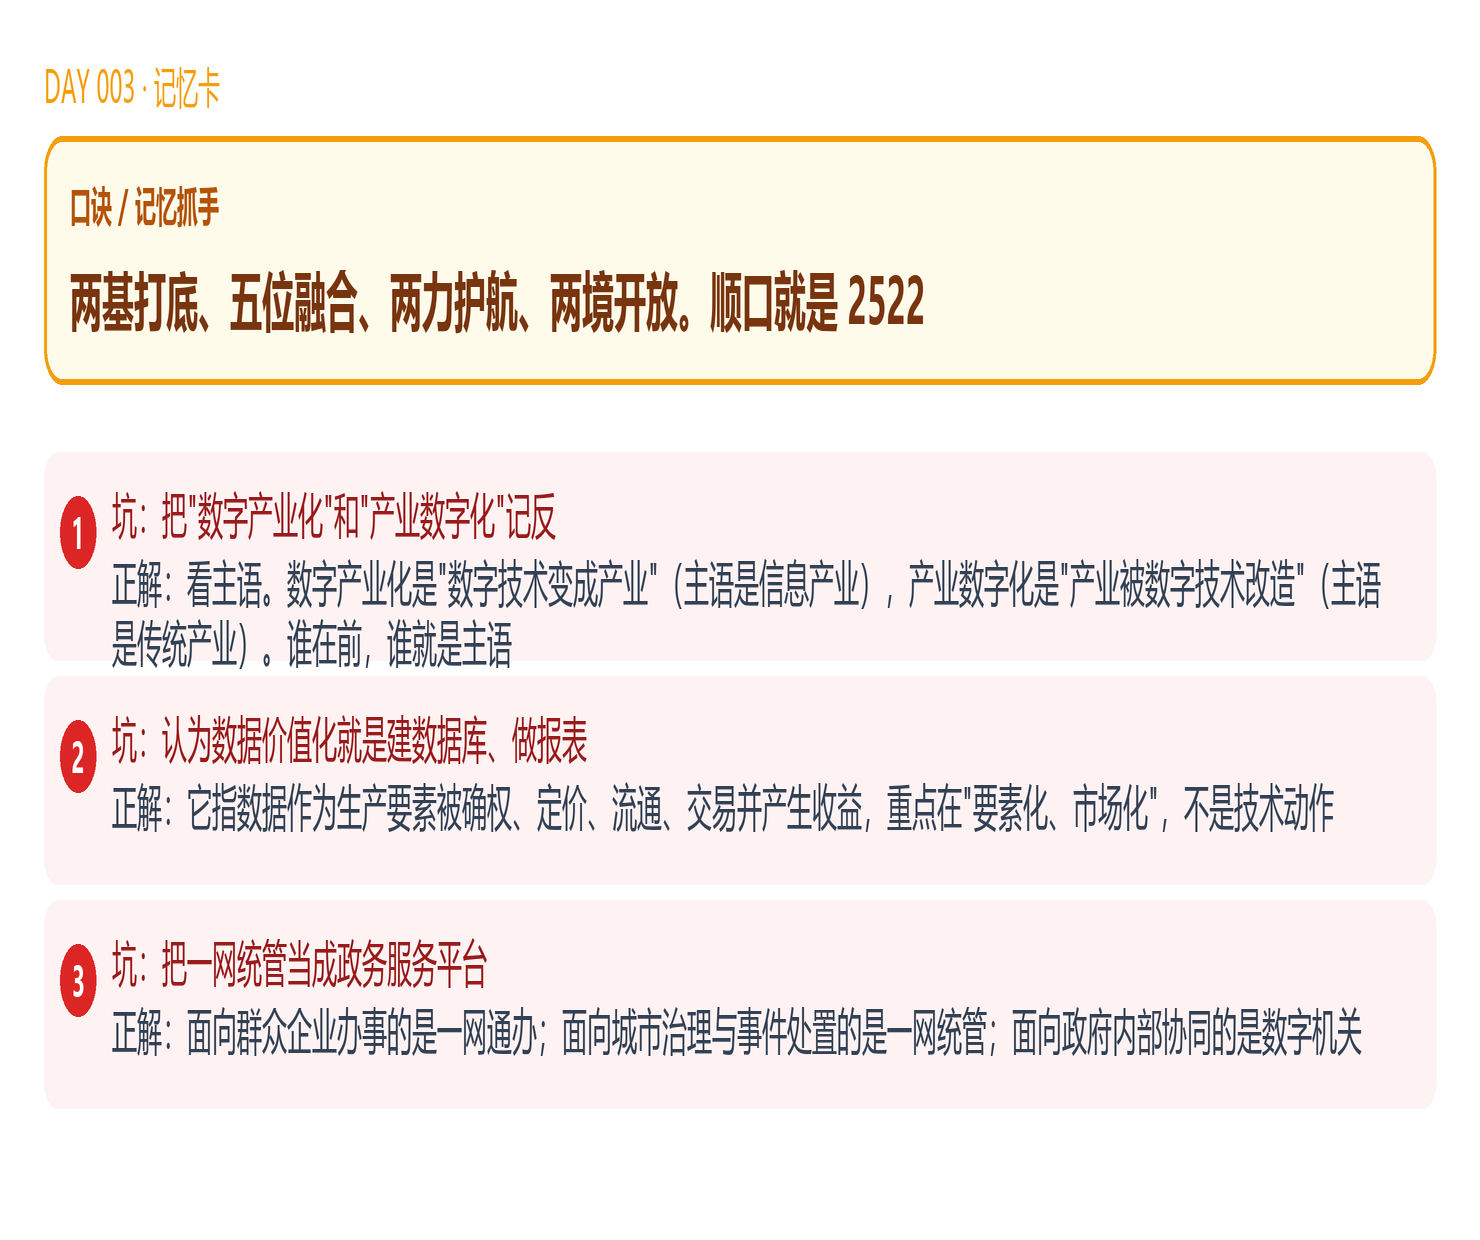 DAY 003 · 记忆卡
口诀 / 记忆抓手
两基打底、五位融合、两力护航、两境开放。顺口就是 2522
1
坑：把"数字产业化"和"产业数字化"记反
正解：看主语。数字产业化是"数字技术变成产业"（主语是信息产业），产业数字化是"产业被数字技术改造"（主语
是传统产业）。谁在前，谁就是主语
2
坑：认为数据价值化就是建数据库、做报表
正解：它指数据作为生产要素被确权、定价、流通、交易并产生收益，重点在"要素化、市场化"，不是技术动作
3
坑：把一网统管当成政务服务平台
正解：面向群众企业办事的是一网通办；面向城市治理与事件处置的是一网统管；面向政府内部协同的是数字机关